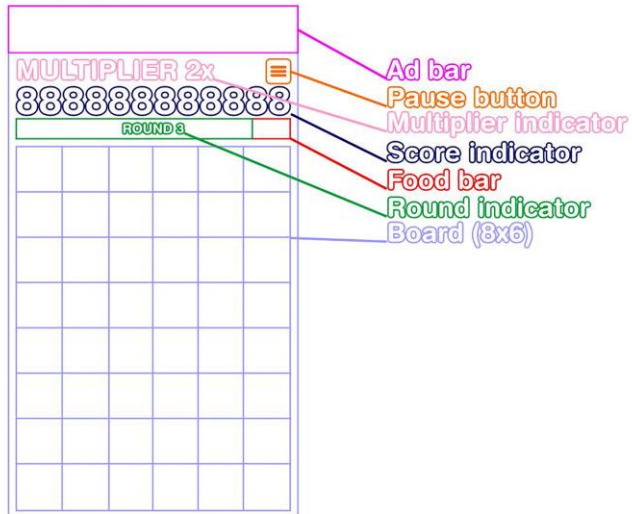 MULTIPLIER 2x
888888888888
ROUND 3
Ad bar
Pause button
Multiplier indicator
Score indicator
Food bar
Round indicator
Board (8x6)